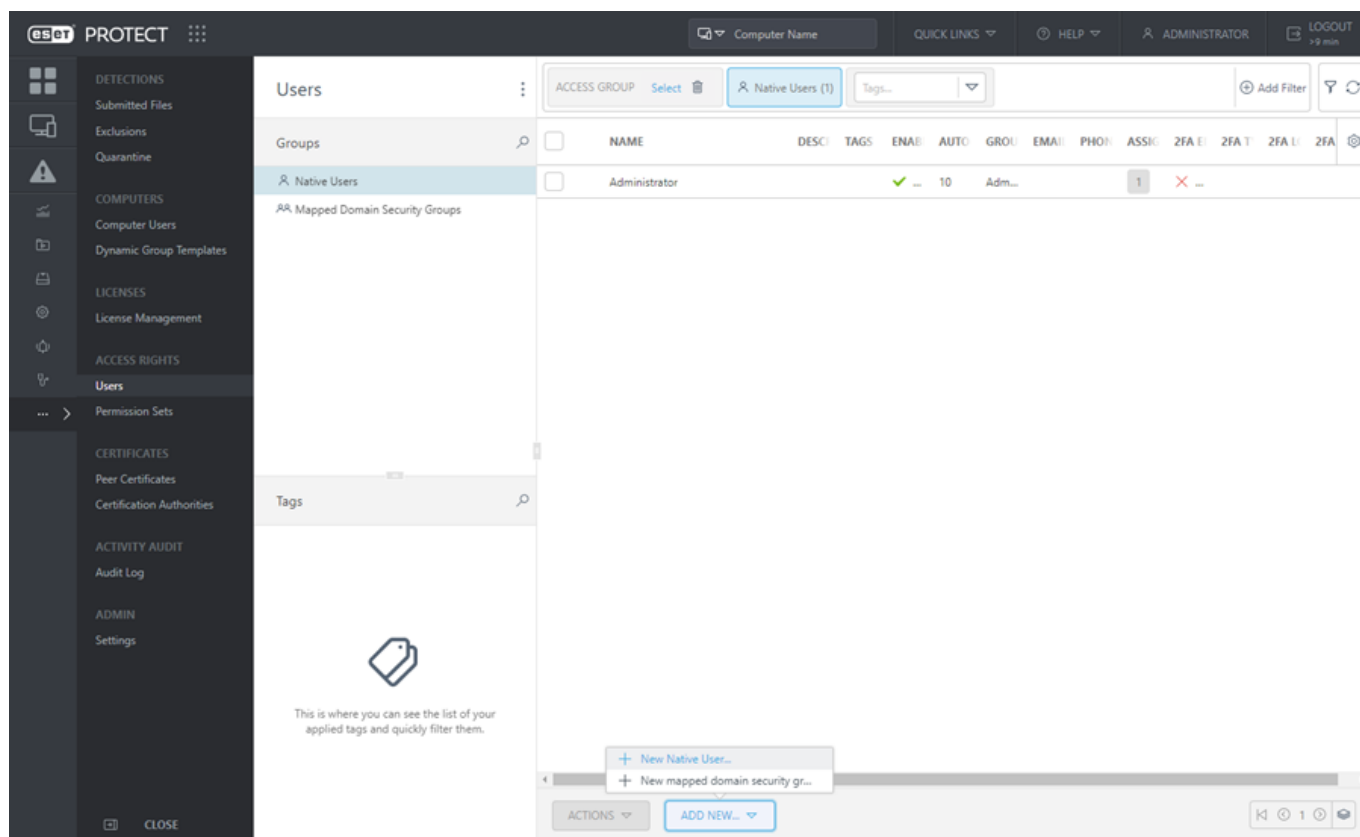 eset PROTECT
Computer Name
QUICK LINKS
HELP
ADMINISTRATOR
LOGOUT
>9 min
DETECTIONS
Submitted Files
Exclusions
Quarantine
COMPUTERS
Computer Users
Dynamic Group Templates
LICENSES
License Management
ACCESS RIGHTS
Users
Permission Sets
CERTIFICATES
Peer Certificates
Certification Authorities
ACTIVITY AUDIT
Audit Log
ADMIN
Settings
CLOSE
Users
Groups
Native Users
Mapped Domain Security Groups
Tags
This is where you can see the list of your
applied tags and quickly filter them.
ACCESS GROUP Select Native Users (1) Tags... Add Filter
NAME DESC TAGS ENAB AUTO GROU EMAI PHON ASSIG 2FA E 2FA T 2FA L 2FA
Administrator ... 10 Adm... 1 ...
New Native User...
New mapped domain security gr...
ACTIONS ADD NEW... 1